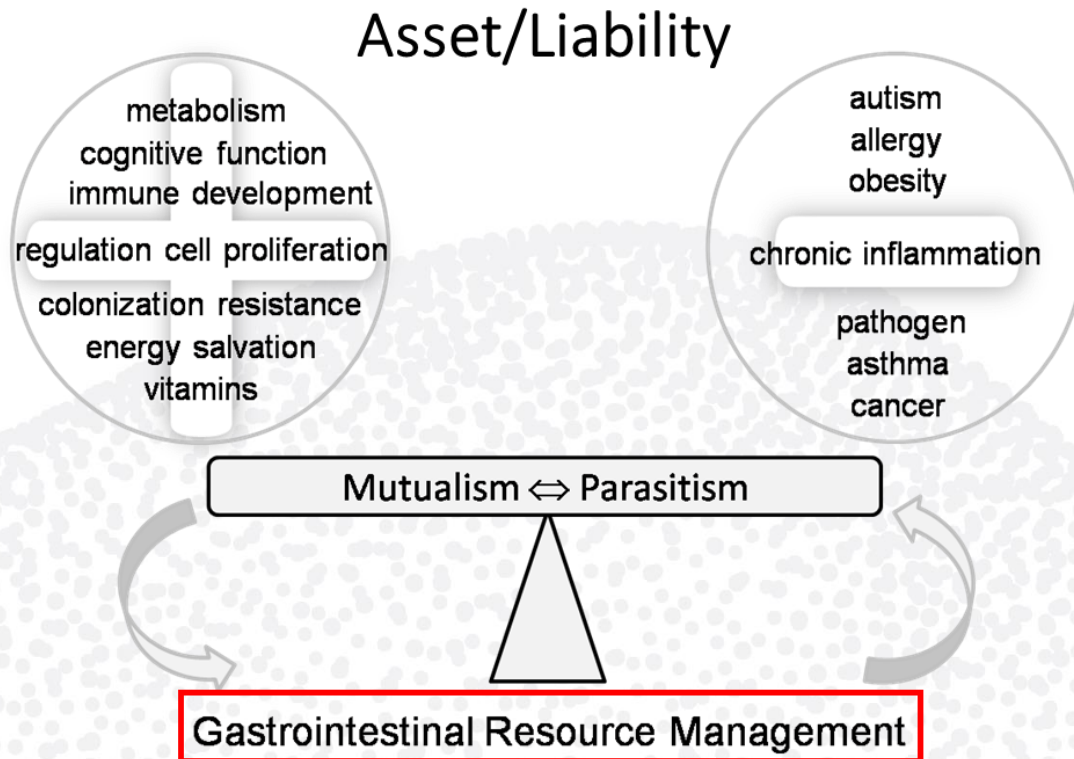 Asset/Liability
metabolism
cognitive function
immune development
regulation cell proliferation
colonization resistance
energy salvation
vitamins
autism
allergy
obesity
chronic inflammation
pathogen
asthma
cancer
Mutualism ⇔ Parasitism
Gastrointestinal Resource Management